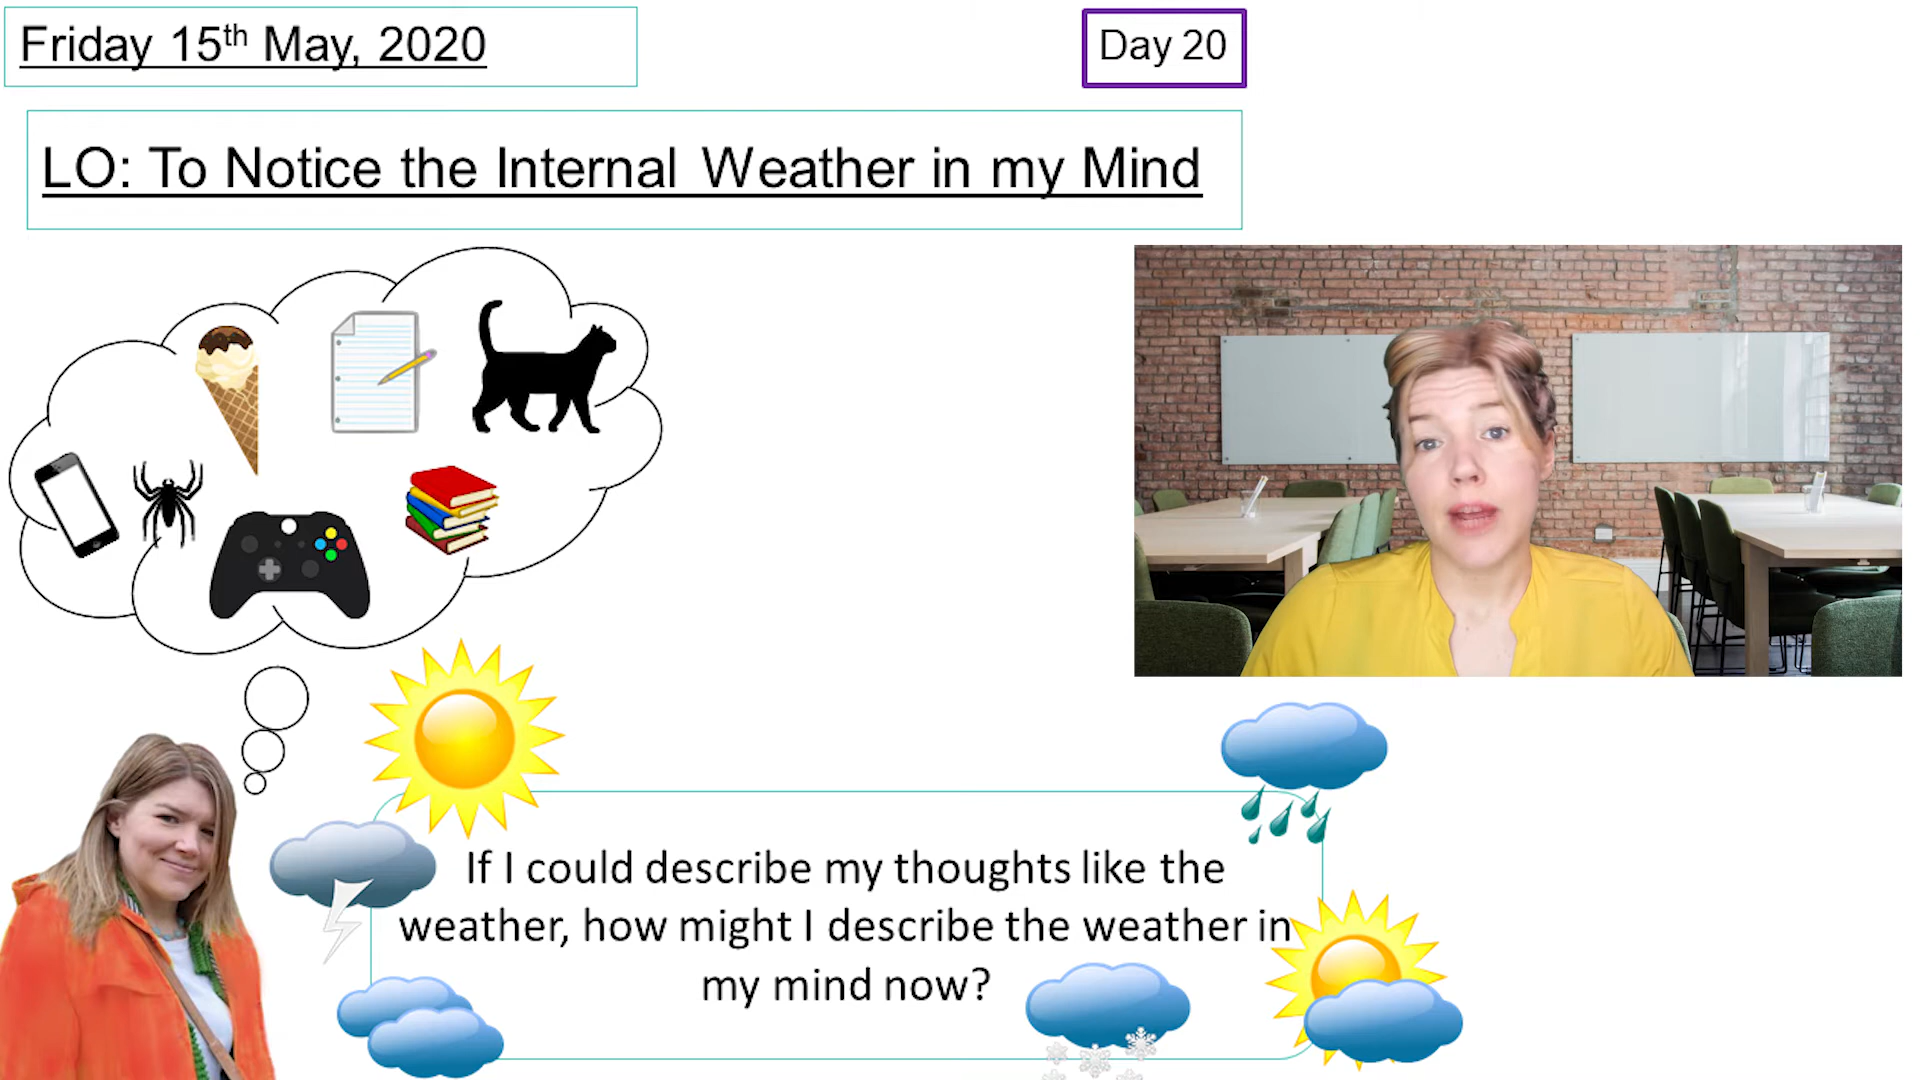 Friday 15th May, 2020
Day 20
LO: To Notice the Internal Weather in my Mind
If I could describe my thoughts like the
weather, how might I describe the weather in
my mind now?